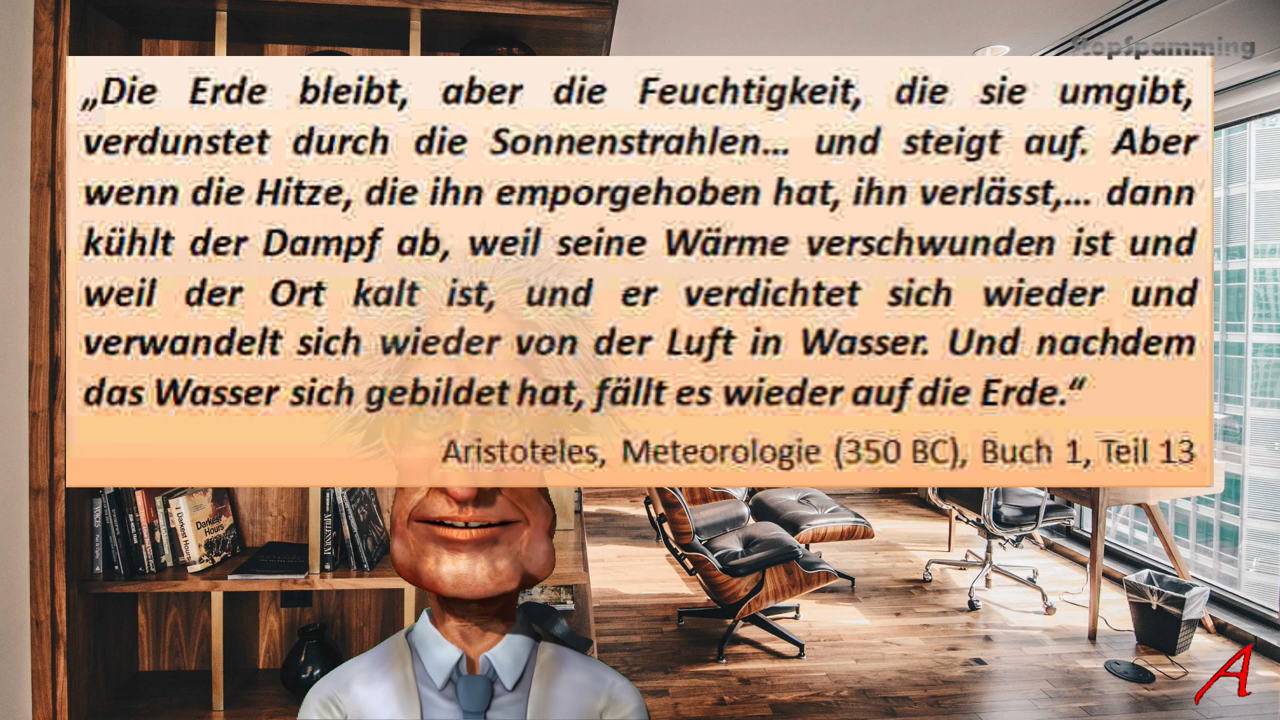 Stopfspamming
„Die Erde bleibt, aber die Feuchtigkeit, die sie umgibt,
verdunstet durch die Sonnenstrahlen... und steigt auf. Aber
wenn die Hitze, die ihn emporgehoben hat, ihn verlässt,... dann
kühlt der Dampf ab, weil seine Wärme verschwunden ist und
weil der Ort kalt ist, und er verdichtet sich wieder und
verwandelt sich wieder von der Luft in Wasser. Und nachdem
das Wasser sich gebildet hat, fällt es wieder auf die Erde.“
Aristoteles, Meteorologie (350 BC), Buch 1, Teil 13
Darkest
Hours
A